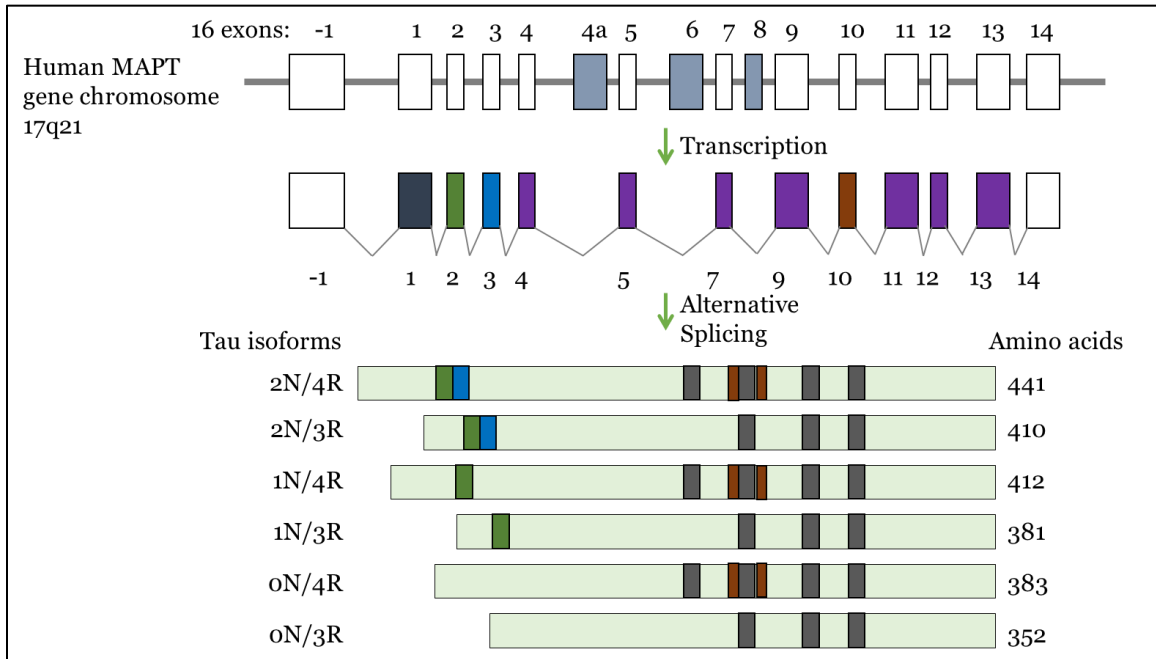 16 exons: -1 1 2 3 4 4a 5 6 7 8 9 10 11 12 13 14
Human MAPT
gene chromosome
17q21
Transcription
-1 1 2 3 4 5 7 9 10 11 12 13 14
Alternative
Splicing
Tau isoforms Amino acids
2N/4R 441
2N/3R 410
1N/4R 412
1N/3R 381
0N/4R 383
0N/3R 352